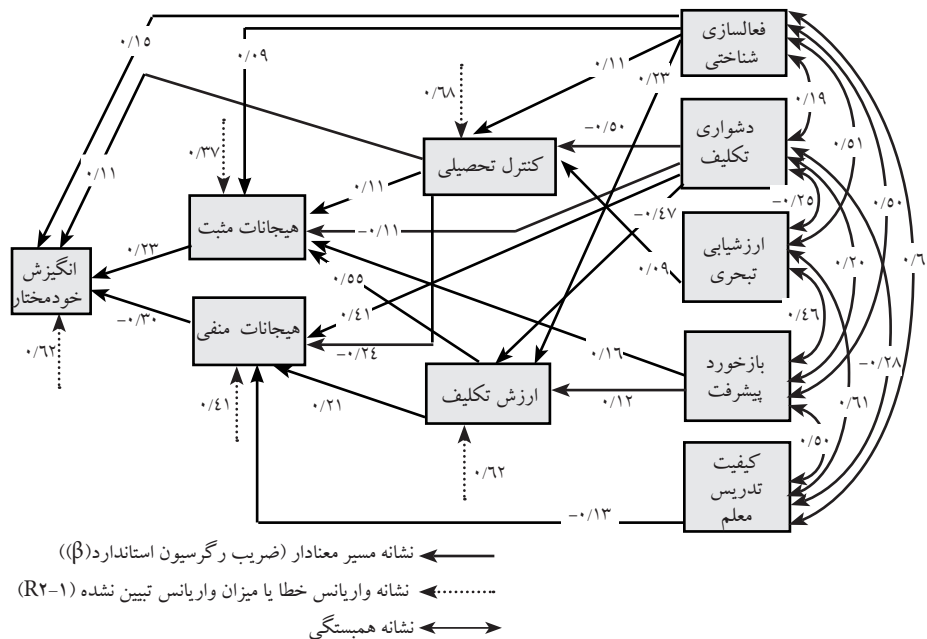 فعالسازی
شناختی
۰/۱۵
۰/۰۹
۰/۱۱
۰/۲۳
۰/۶۸
۰/۱۹
دشواری
تکلیف
-۰/۵۰
۰/۵۱
۰/۳۷
کنترل تحصیلی
۰/۱۱
۰/۱۱
-۰/۲۵
۰/۵۰
-۰/۴۷
هیجانات مثبت
-۰/۱۱
ارزشیابی
تبحری
۰/۶
۰/۲۳
۰/۰۹
۰/۲۰
انگیزش
خودمختار
۰/۵۵
۰/۴۱
۰/۴۶
-۰/۳۰
هیجانات منفی
۰/۶۲
-۰/۲۴
۰/۱۶
بازخورد
پیشرفت
-۰/۲۸
ارزش تکلیف
۰/۱۲
۰/۲۱
۰/۴۱
۰/۶۱
۰/۵۰
۰/۶۲
کیفیت
تدریس
معلم
-۰/۱۳
نشانه مسیر معنادار (ضریب رگرسیون استاندارد(β))
نشانه واریانس خطا یا میزان واریانس تبیین نشده (R۲-۱)
نشانه همبستگی